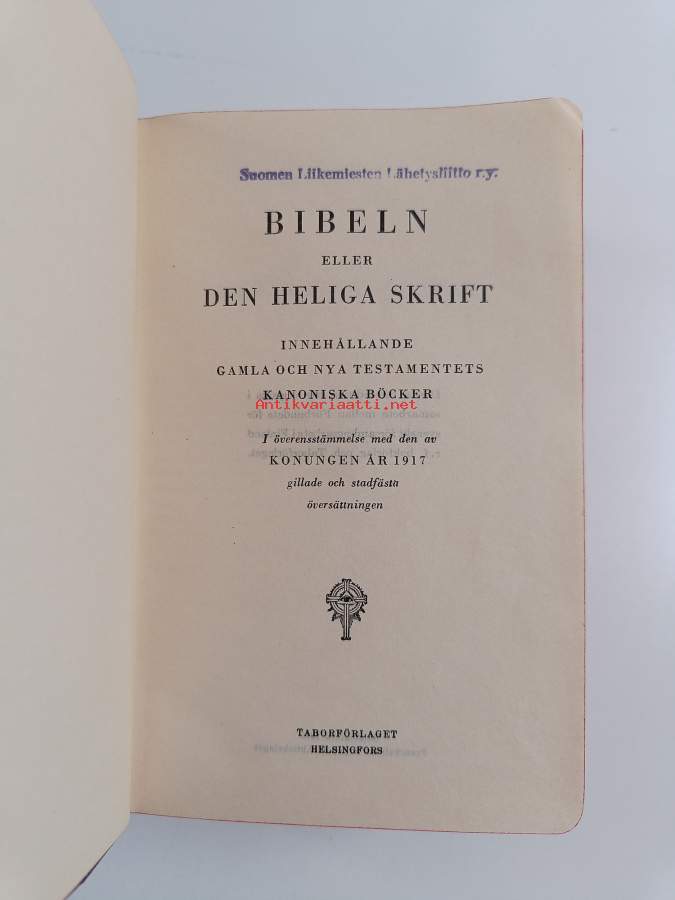 Suomen Liikemiesten Lähetysliitto r.y.
BIBELN
ELLER
DEN HELIGA SKRIFT
INNEHÅLLANDE
GAMLA OCH NYA TESTAMENTETS
KANONISKA BÖCKER
Antikvariaatti.net
I överensstämmelse med den av
KONUNGEN ÅR 1917
gillade och stadfästa
översättningen
TABORFÖRLAGET
HELSINGFORS